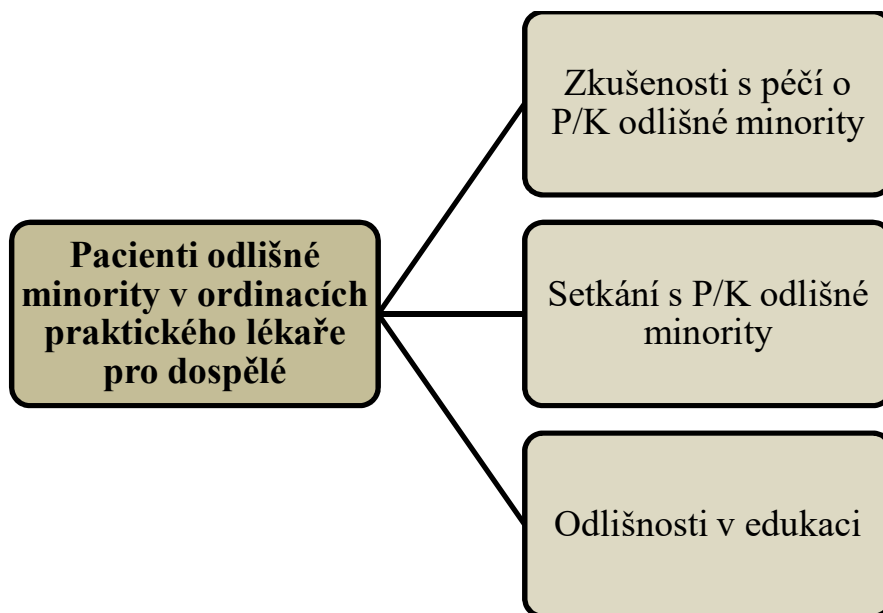 Pacienti odlišné
minority v ordinacích
praktického lékaře
pro dospělé
Zkušenosti s péčí o
P/K odlišné minority
Setkání s P/K odlišné
minority
Odlišnosti v edukaci